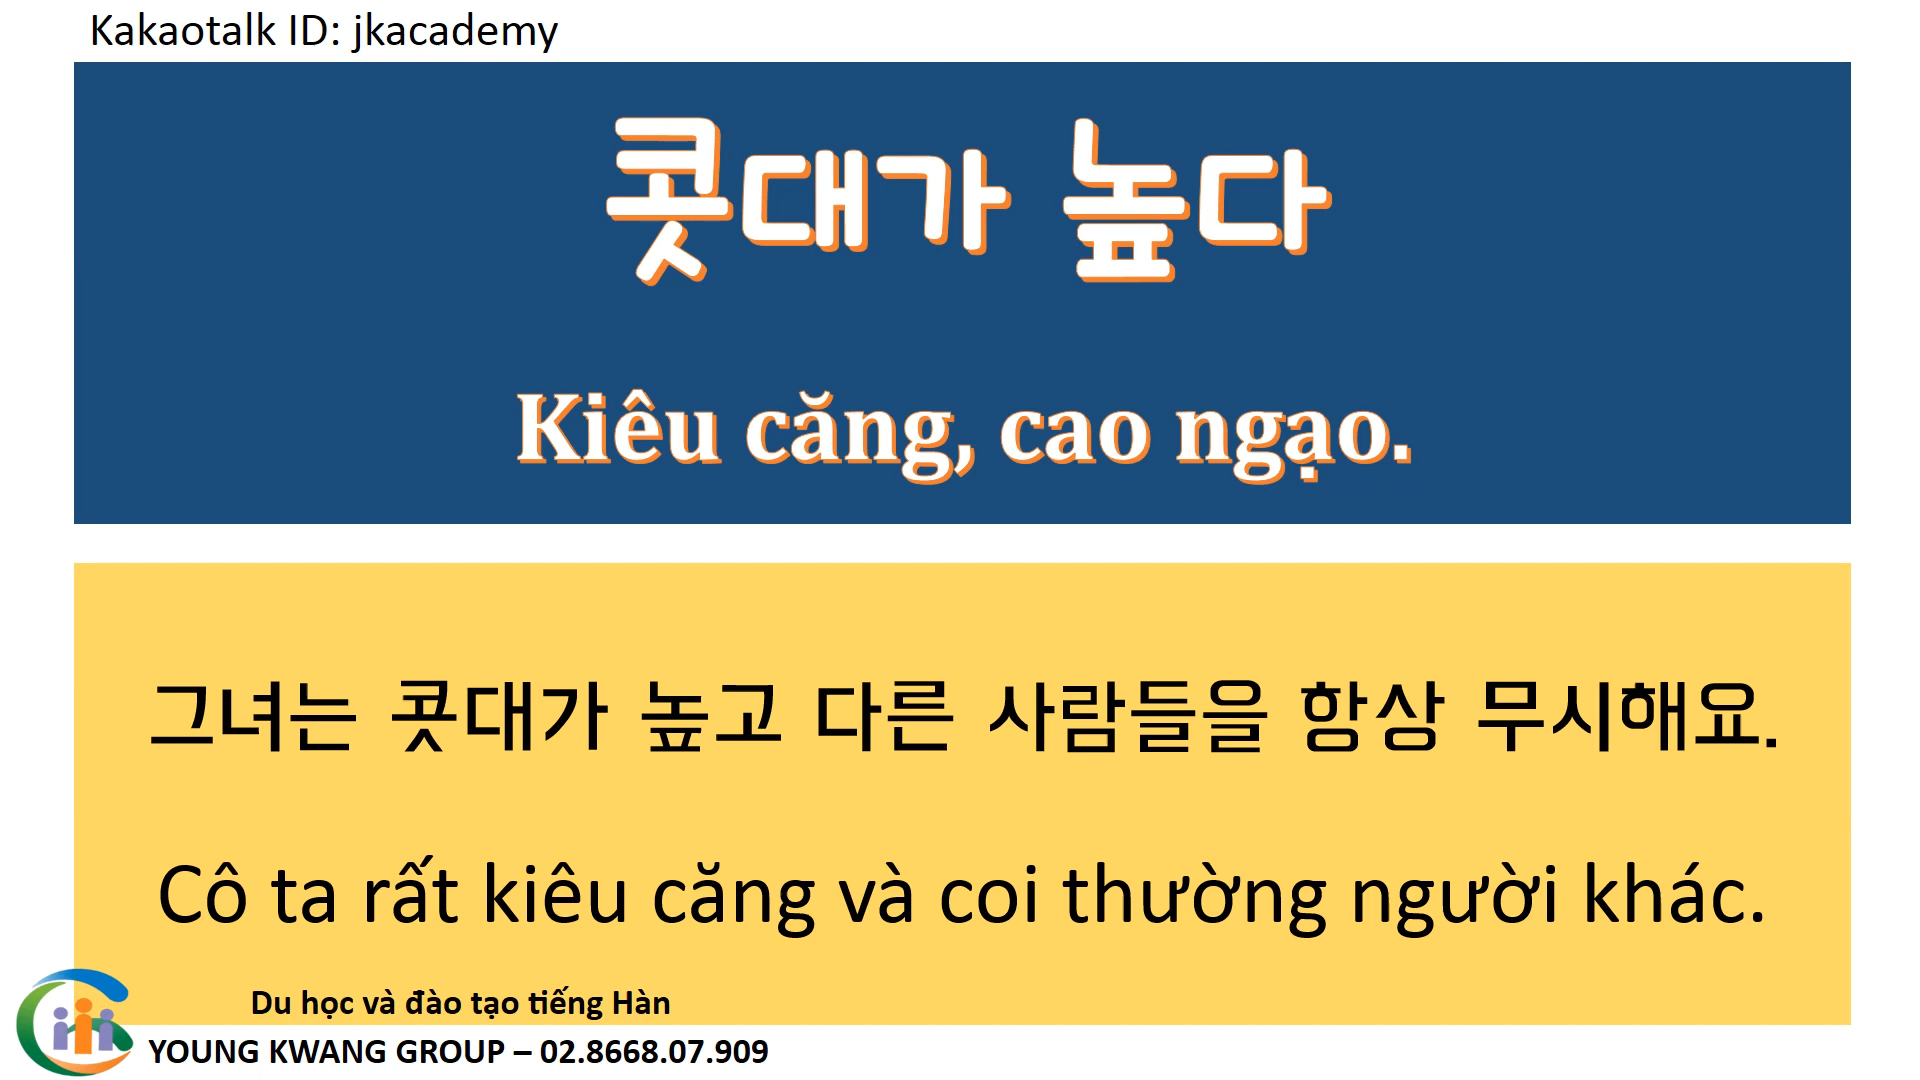 Kakaotalk ID: jkacademy
콧대가 높다
Kiêu căng, cao ngạo.
그녀는 콧대가 높고 다른 사람들을 항상 무시해요.
Cô ta rất kiêu căng và coi thường người khác.
Du học và đào tạo tiếng Hàn
YOUNG KWANG GROUP – 02.8668.07.909